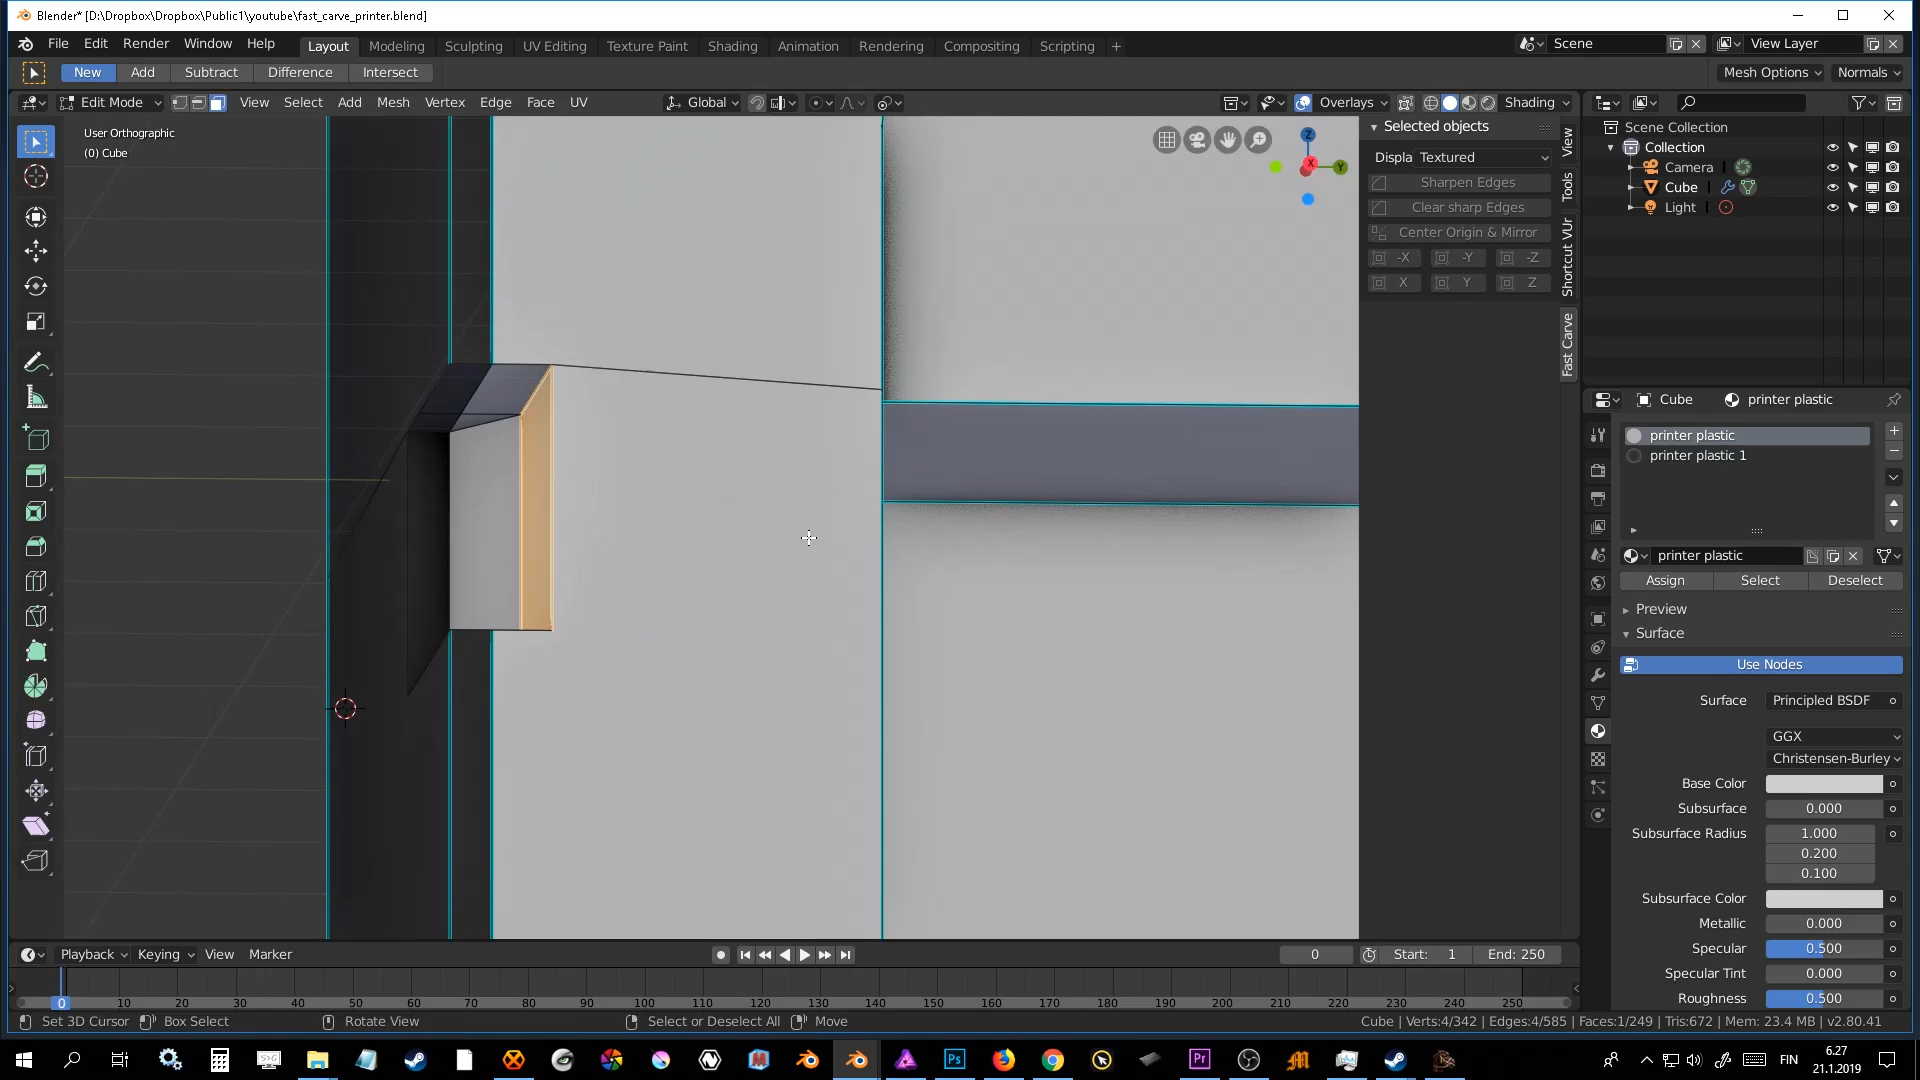 Blender* [D:\Dropbox\Dropbox\Public1\youtube\fast_carve_printer.blend]
File Edit Render Window Help Layout Modeling Sculpting UV Editing Texture Paint Shading Animation Rendering Compositing Scripting + Scene View Layer
New Add Subtract Difference Intersect Mesh Options Normals
Edit Mode View Select Add Mesh Vertex Edge Face UV Global Overlays Shading
User Orthographic
(0) Cube
Z
X
Y
Selected objects
Displa Textured
Sharpen Edges
Clear sharp Edges
Center Origin & Mirror
-X -Y -Z
X Y Z
View
Tools
Shortcut VUr
Fast Carve
Scene Collection
Collection
Camera
Cube
Light
Cube printer plastic
printer plastic
printer plastic 1
printer plastic
Assign Select Deselect
Preview
Surface
Use Nodes
Surface Principled BSDF
GGX
Christensen-Burley
Base Color
Subsurface 0.000
Subsurface Radius 1.000
0.200
0.100
Subsurface Color
Metallic 0.000
Specular 0.500
Specular Tint 0.000
Roughness 0.500
Playback Keying View Marker 0 Start: 1 End: 250
0 10 20 30 40 50 60 70 80 90 100 110 120 130 140 150 160 170 180 190 200 210 220 230 240 250
Set 3D Cursor Box Select Rotate View Select or Deselect All Move Cube | Verts:4/342 | Edges:4/585 | Faces:1/249 | Tris:672 | Mem: 23.4 MB | v2.80.41
Ps Pr FIN 6.27
21.1.2019